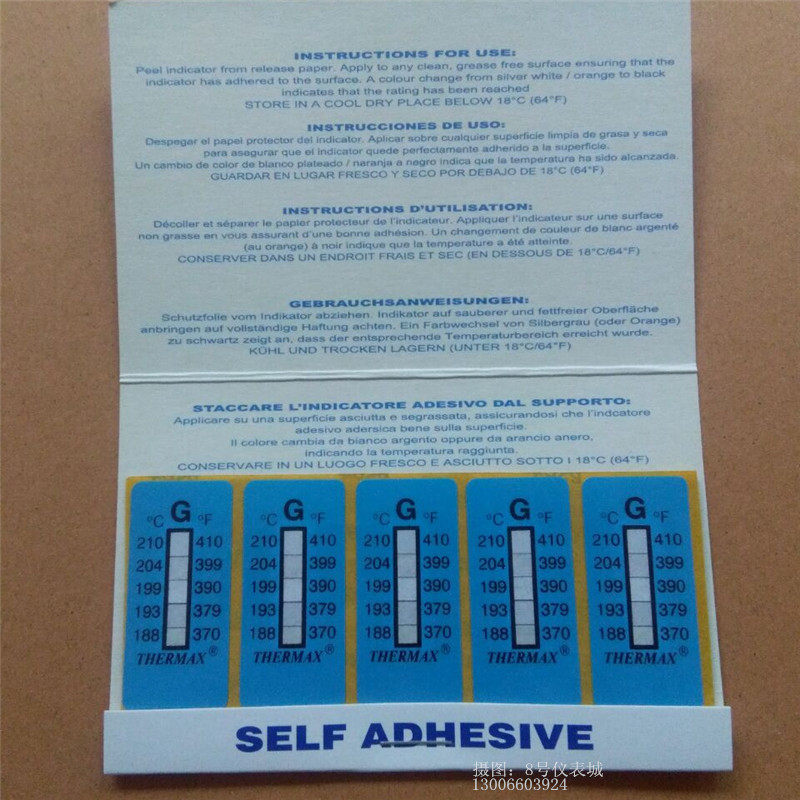 INSTRUCTIONS FOR USE:
Peel indicator from release paper. Apply to any clean, grease free surface ensuring that the
indicator has adhered to the surface. A colour change from silver white / orange to black
indicates that the rating has been reached
STORE IN A COOL DRY PLACE BELOW 18°C (64°F)
INSTRUCCIONES DE USO:
Despegar el papel protector del indicator. Aplicar sobre cualquier superficie limpia de grasa y seca
para asegurar que el indicator quede perfectamente adherido a la superficie.
Un cambio de color de blanco plateado / naranja a negro indica que la temperatura ha sido alcanzada.
GUARDAR EN LUGAR FRESCO Y SECO POR DEBAJO DE 18°C (64°F)
INSTRUCTIONS D'UTILISATION:
Décoller et séparer le papier protecteur de l'indicateur. Appliquer l'indicateur sur une surface
non grasse en vous assurant d'une bonne adhésion. Un changement de couleur de blanc argenté
(au orange) à noir indique que la temperature a été atteinte.
CONSERVER DANS UN ENDROIT FRAIS ET SEC (EN DESSOUS DE 18°C/64°F)
GEBRAUCHSANWEISUNGEN:
Schutzfolie vom Indikator abziehen. Indikator auf sauberer und fettfreier Oberfläche
anbringen auf vollständige Haftung achten. Ein Farbwechsel von Silbergrau (oder Orange)
zu schwartz zeigt an, dass der entsprechende Temperaturbereich erreicht wurde.
KÜHL UND TROCKEN LAGERN (UNTER 18°C/64°F)
STACCARE L'INDICATORE ADESIVO DAL SUPPORTO:
Applicare su una superficie asciutta e segrassata, assicurandosi che l'indcatore
adesivo adersica bene sulla superficie.
Il colore cambia da bianco argento oppure da arancio anero,
indicando la temperatura raggiunta.
CONSERVARE IN UN LUOGO FRESCO E ASCIUTTO SOTTO I 18°C (64°F)
°C G °F °C G °F °C G °F °C G °F °C G °F
210 410 210 410 210 410 210 410 210 410
204 399 204 399 204 399 204 399 204 399
199 390 199 390 199 390 199 390 199 390
193 379 193 379 193 379 193 379 193 379
188 370 188 370 188 370 188 370 188 370
THERMAX® THERMAX® THERMAX® THERMAX® THERMAX®
SELF ADHESIVE
摄图：8号仪表城
13006603924